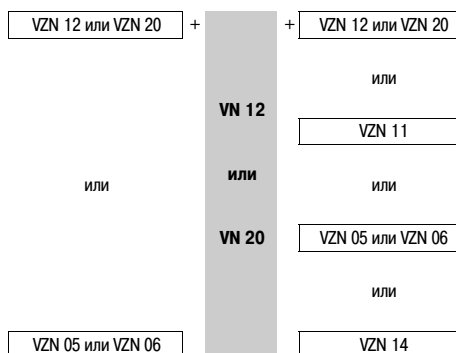 VZN 12 или VZN 20 + + VZN 12 или VZN 20
или
VN 12
VZN 11
или или или
VN 20 VZN 05 или VZN 06
или
VZN 05 или VZN 06 VZN 14